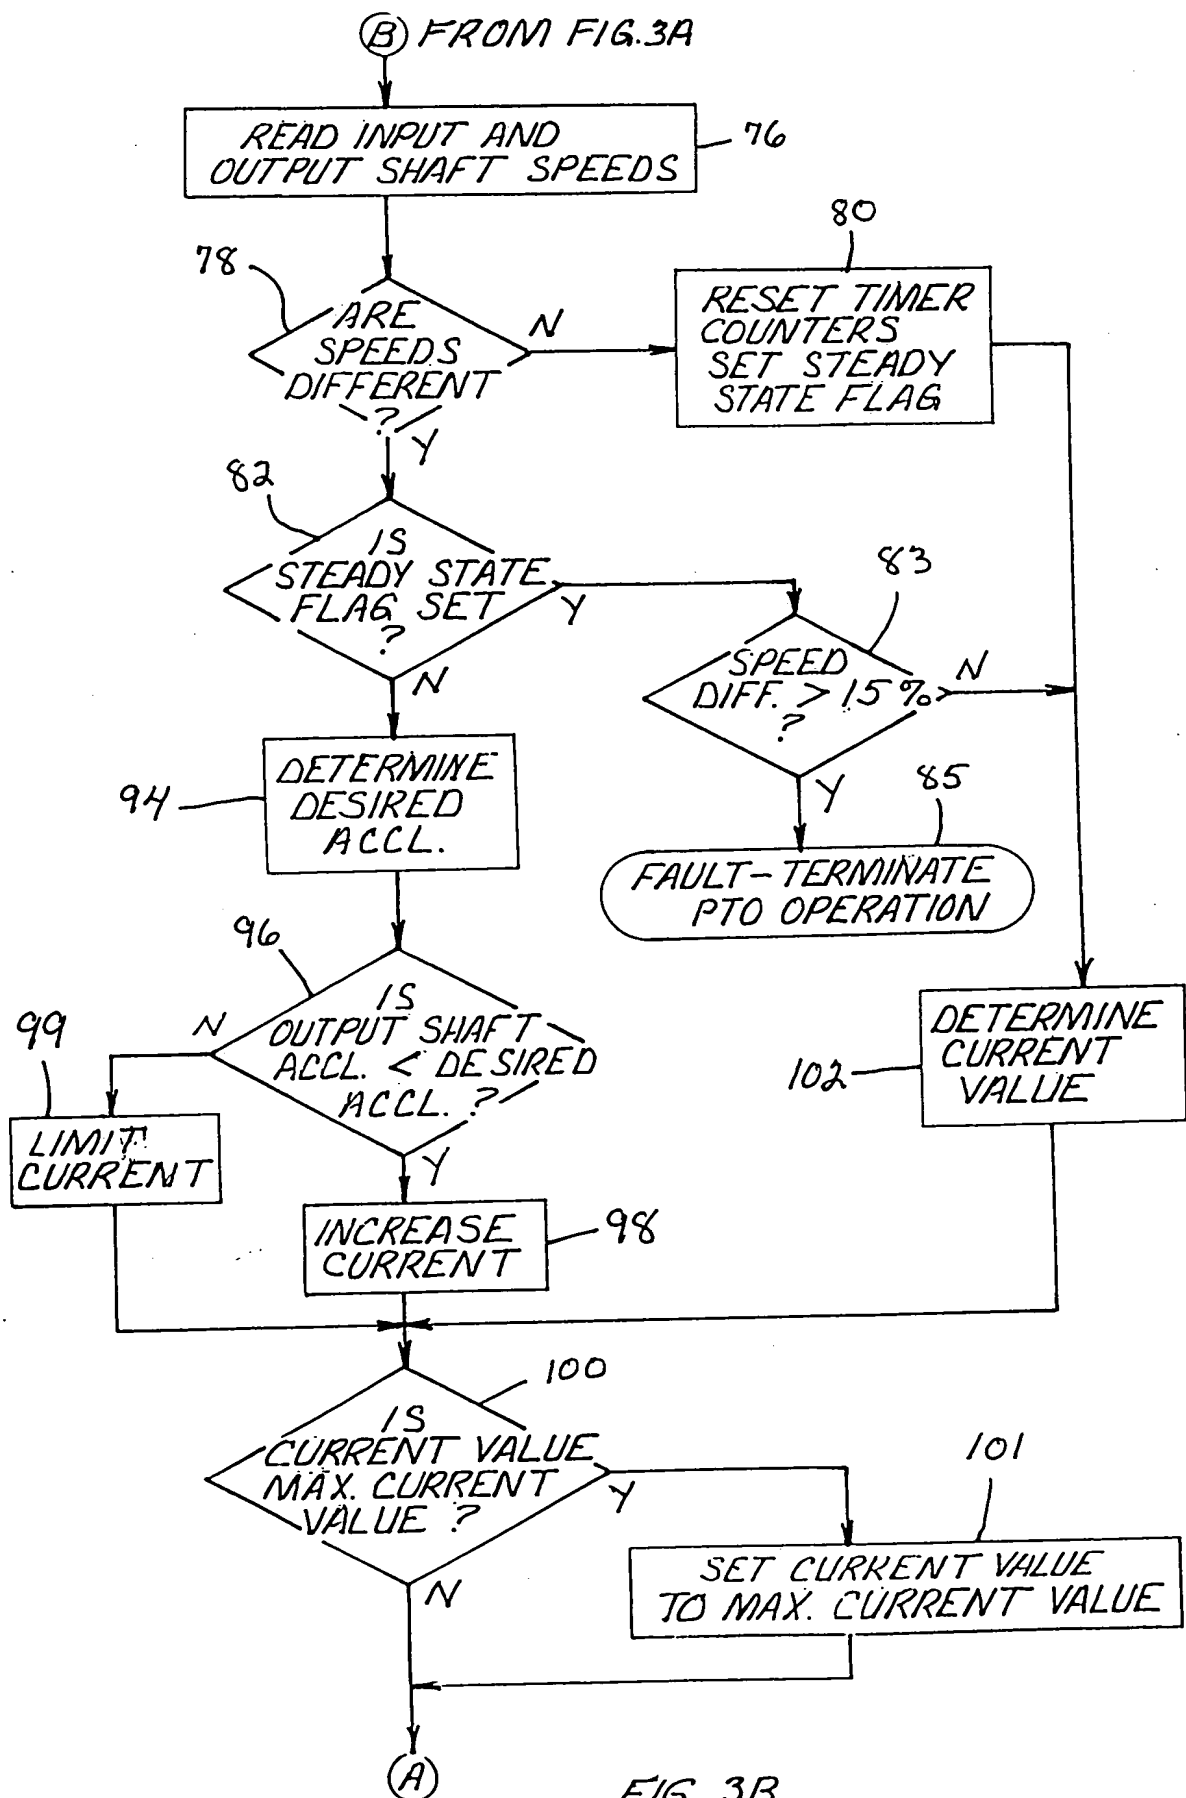 B FROM FIG.3A
READ INPUT AND
OUTPUT SHAFT SPEEDS
76
78
ARE
SPEEDS
DIFFERENT
?
N
Y
80
RESET TIMER
COUNTERS
SET STEADY
STATE FLAG
82
IS
STEADY STATE
FLAG SET
?
Y
N
83
SPEED
DIFF. > 15%
?
N
Y
85
FAULT-TERMINATE
PTO OPERATION
94
DETERMINE
DESIRED
ACCL.
96
IS
OUTPUT SHAFT
ACCL. < DESIRED
ACCL. ?
N
Y
99
LIMIT
CURRENT
INCREASE
CURRENT
98
102
DETERMINE
CURRENT
VALUE
100
IS
CURRENT VALUE
MAX. CURRENT
VALUE ?
Y
N
101
SET CURRENT VALUE
TO MAX. CURRENT VALUE
A
FIG. 3B